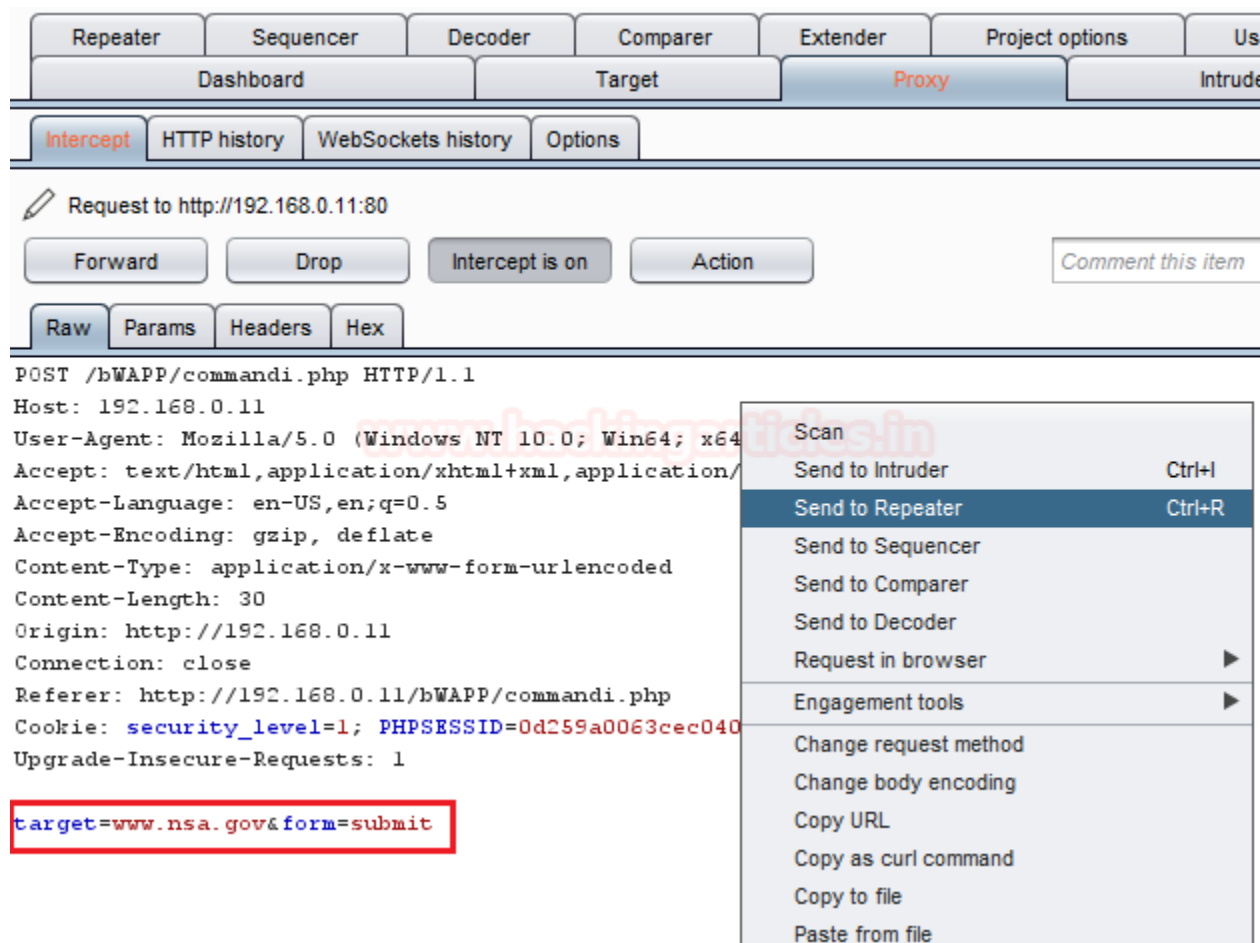 Repeater Sequencer Decoder Comparer Extender Project options Us
Dashboard Target Proxy Intrude
Intercept HTTP history WebSockets history Options
Request to http://192.168.0.11:80
Forward Drop Intercept is on Action Comment this item
Raw Params Headers Hex
POST /bWAPP/commandi.php HTTP/1.1
Host: 192.168.0.11
User-Agent: Mozilla/5.0 (Windows NT 10.0; Win64; x64
Accept: text/html,application/xhtml+xml,application/
Accept-Language: en-US,en;q=0.5
Accept-Encoding: gzip, deflate
Content-Type: application/x-www-form-urlencoded
Content-Length: 30
Origin: http://192.168.0.11
Connection: close
Referer: http://192.168.0.11/bWAPP/commandi.php
Cookie: security_level=1; PHPSESSID=0d259a0063cec040
Upgrade-Insecure-Requests: 1
target=www.nsa.gov&form=submit
www.hackingarticles.in
Scan
Send to Intruder Ctrl+I
Send to Repeater Ctrl+R
Send to Sequencer
Send to Comparer
Send to Decoder
Request in browser
Engagement tools
Change request method
Change body encoding
Copy URL
Copy as curl command
Copy to file
Paste from file